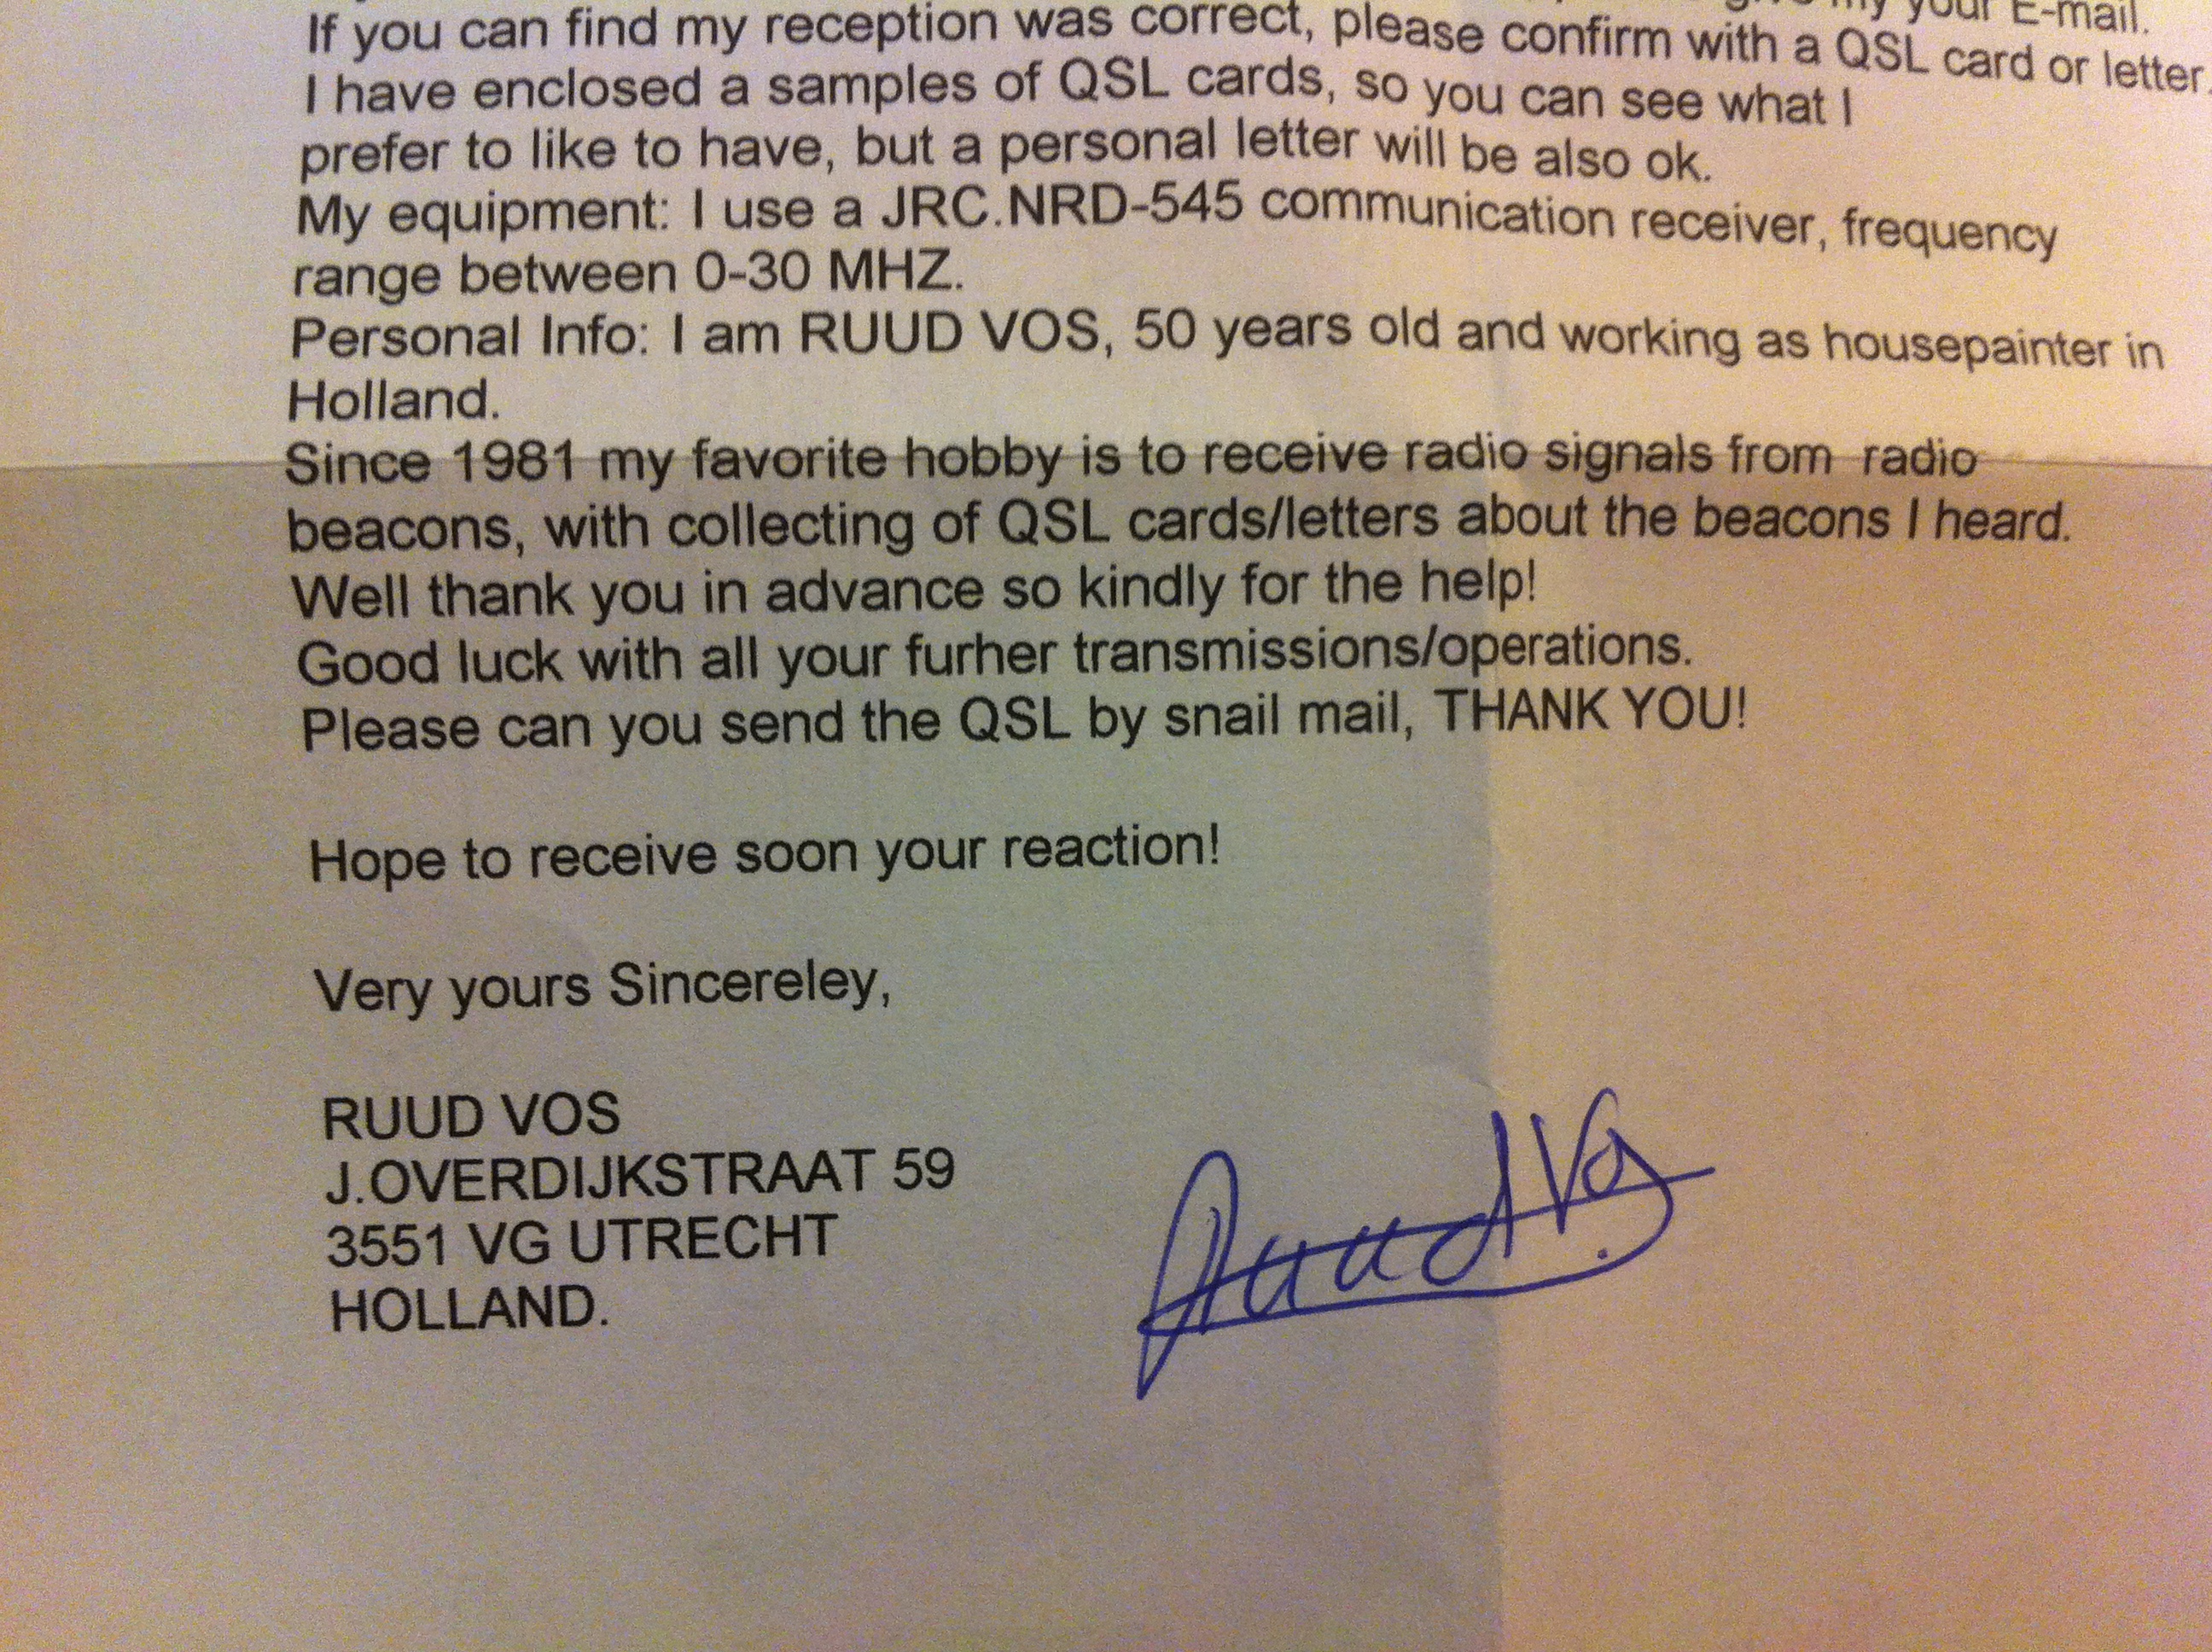 my your E-mail.
If you can find my reception was correct, please confirm with a QSL card or letter.
I have enclosed a samples of QSL cards, so you can see what I
prefer to like to have, but a personal letter will be also ok.
My equipment: I use a JRC.NRD-545 communication receiver, frequency
range between 0-30 MHZ.
Personal Info: I am RUUD VOS, 50 years old and working as housepainter in
Holland.
Since 1981 my favorite hobby is to receive radio signals from radio
beacons, with collecting of QSL cards/letters about the beacons I heard.
Well thank you in advance so kindly for the help!
Good luck with all your furher transmissions/operations.
Please can you send the QSL by snail mail, THANK YOU!
Hope to receive soon your reaction!
Very yours Sincereley,
RUUD VOS
J.OVERDIJKSTRAAT 59
3551 VG UTRECHT
HOLLAND.
Ruud Vos